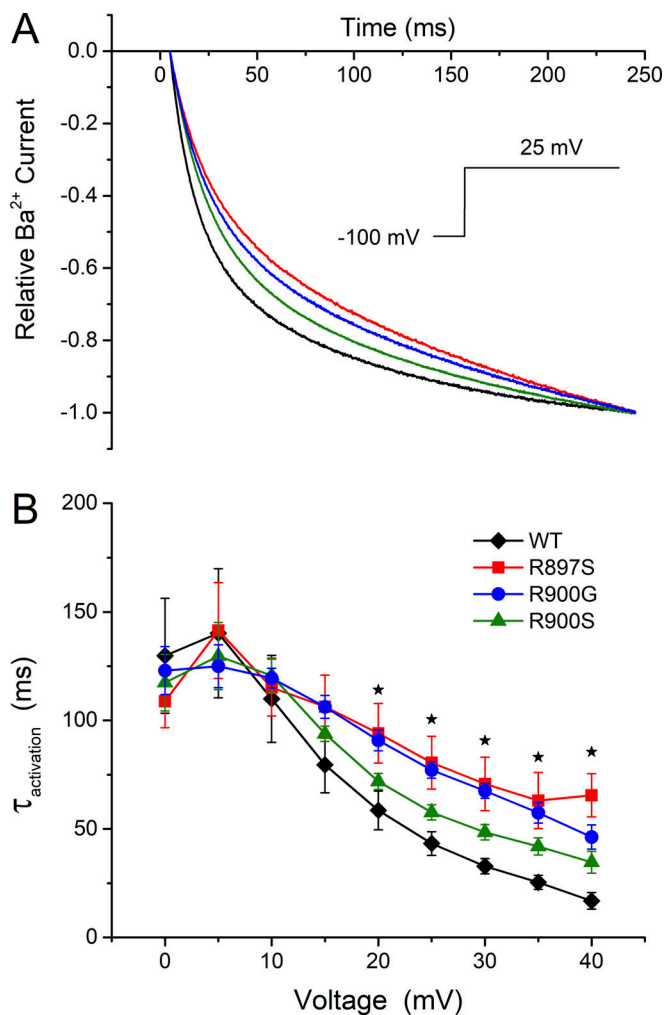 A
Time (ms)
0 50 100 150 200 250
0.0
-0.2
-0.4
-0.6
-0.8
-1.0
Relative Ba²⁺ Current
25 mV
-100 mV
B
200
150
100
50
0
τactivation (ms)
WT
R897S
R900G
R900S
★ ★ ★ ★ ★
0 10 20 30 40
Voltage (mV)